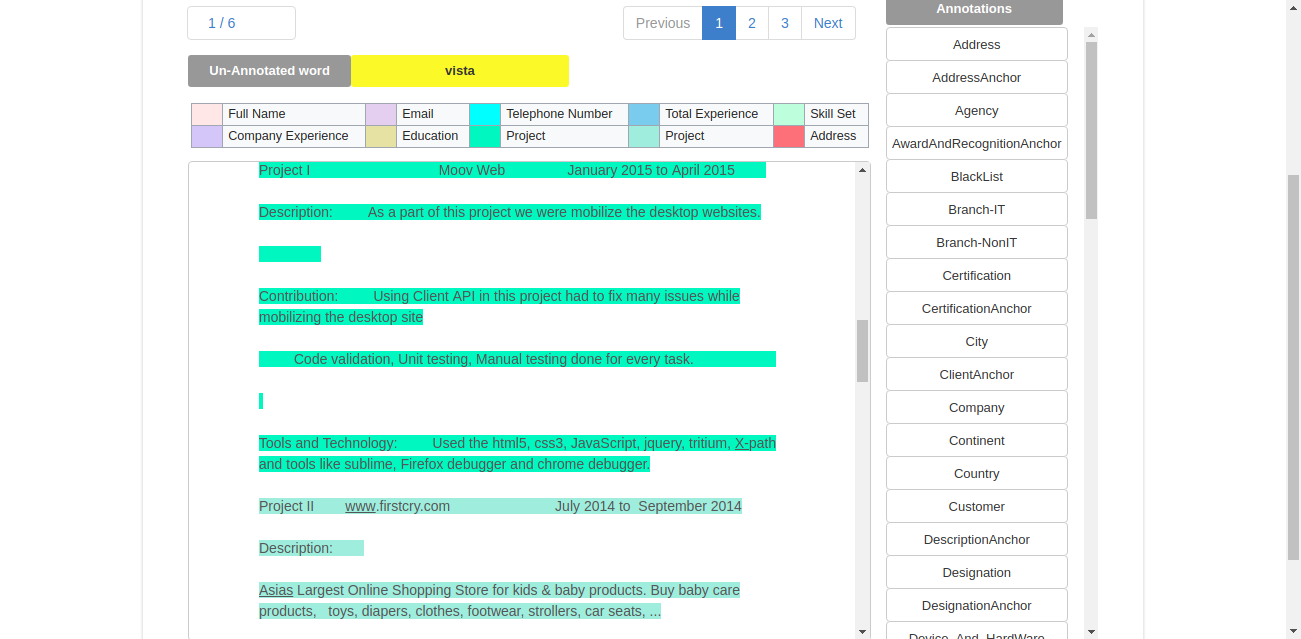 1 / 6
Previous 1 2 3 Next
Annotations
Un-Annotated word vista
Full Name Email Telephone Number Total Experience Skill Set
Company Experience Education Project Project Address
Project I Moov Web January 2015 to April 2015
Description: As a part of this project we were mobilize the desktop websites.
Contribution: Using Client API in this project had to fix many issues while
mobilizing the desktop site
Code validation, Unit testing, Manual testing done for every task.
Tools and Technology: Used the html5, css3, JavaScript, jquery, tritium, X-path
and tools like sublime, Firefox debugger and chrome debugger.
Project II www.firstcry.com July 2014 to September 2014
Description:
Asias Largest Online Shopping Store for kids & baby products. Buy baby care
products, toys, diapers, clothes, footwear, strollers, car seats, ...
Address
AddressAnchor
Agency
AwardAndRecognitionAnchor
BlackList
Branch-IT
Branch-NonIT
Certification
CertificationAnchor
City
ClientAnchor
Company
Continent
Country
Customer
DescriptionAnchor
Designation
DesignationAnchor
Device_And_HardWare